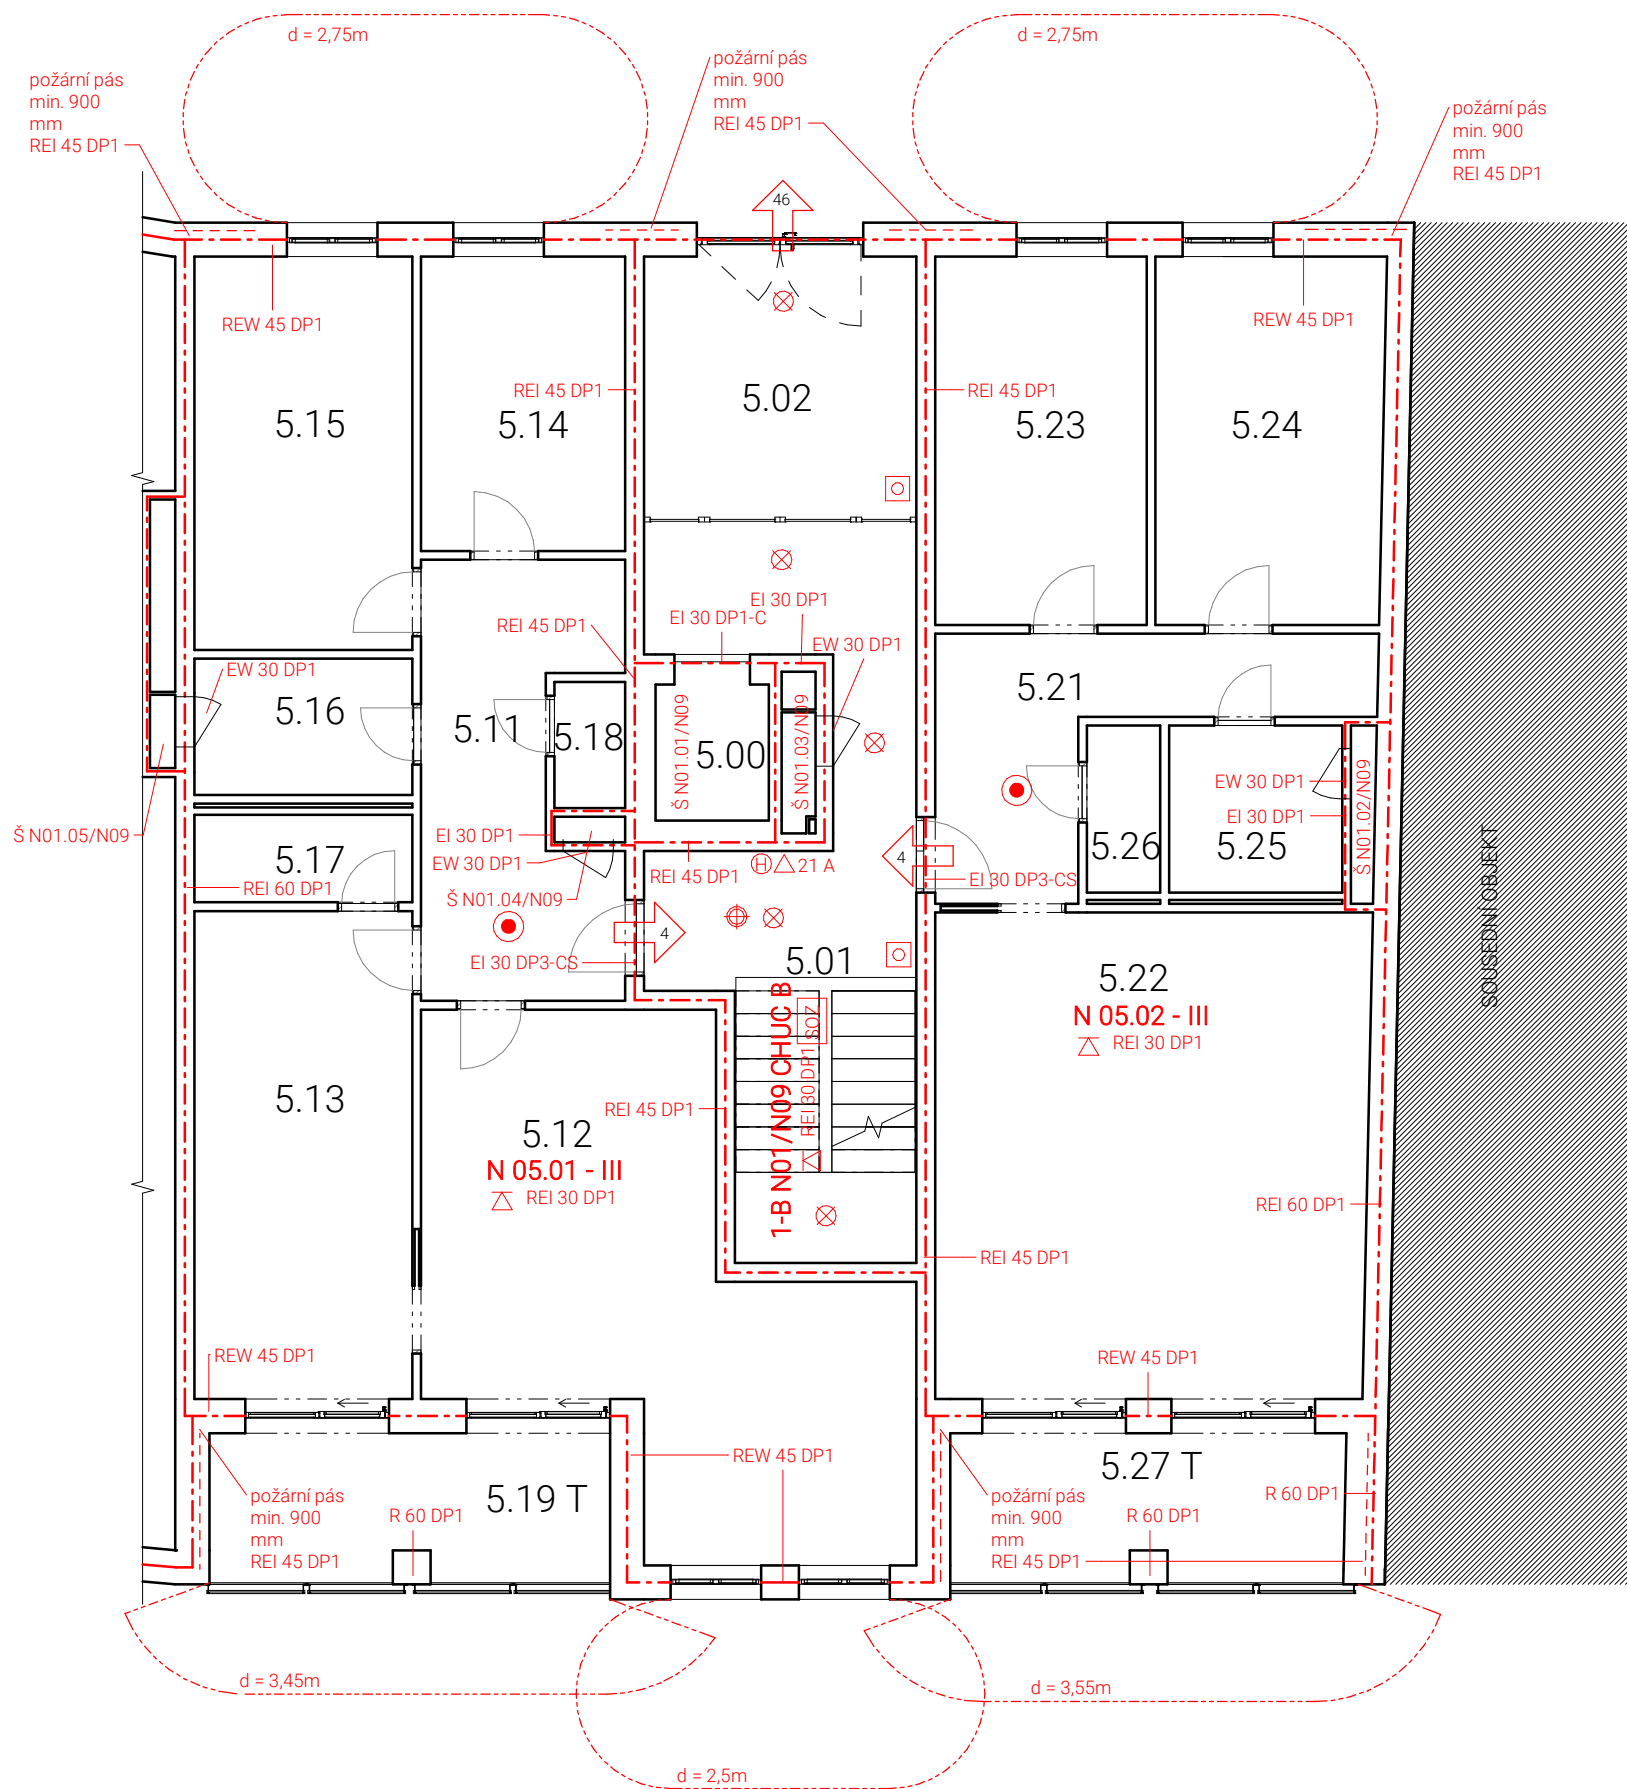 d = 2,75m
d = 2,75m
požární pás
min. 900
mm
REI 45 DP1
požární pás
min. 900
mm
REI 45 DP1
požární pás
min. 900
mm
REI 45 DP1
46
REW 45 DP1
REW 45 DP1
REI 45 DP1
REI 45 DP1
5.15
5.14
5.02
5.23
5.24
EI 30 DP1
EI 30 DP1-C
REI 45 DP1
EW 30 DP1
EW 30 DP1
5.16
5.11
5.18
5.00
5.21
Š N01.01/N09
Š N01.03/N09
EW 30 DP1
EI 30 DP1
Š N01.02/N09
Š N01.05/N09
EI 30 DP1
EW 30 DP1
5.17
REI 60 DP1
Š N01.04/N09
REI 45 DP1
H
21 A
4
EI 30 DP3-CS
5.26
5.25
SOUSEDNÍ OBJEKT
4
EI 30 DP3-CS
5.01
5.22
N 05.02 - III
REI 30 DP1
1-B N01/N09 CHUC B
REI 30 DP1
SOZ
5.13
REI 45 DP1
5.12
N 05.01 - III
REI 30 DP1
REI 60 DP1
REI 45 DP1
REW 45 DP1
REW 45 DP1
REW 45 DP1
5.27 T
5.19 T
požární pás
min. 900
mm
REI 45 DP1
R 60 DP1
požární pás
min. 900
mm
REI 45 DP1
R 60 DP1
R 60 DP1
d = 3,45m
d = 3,55m
d = 2,5m